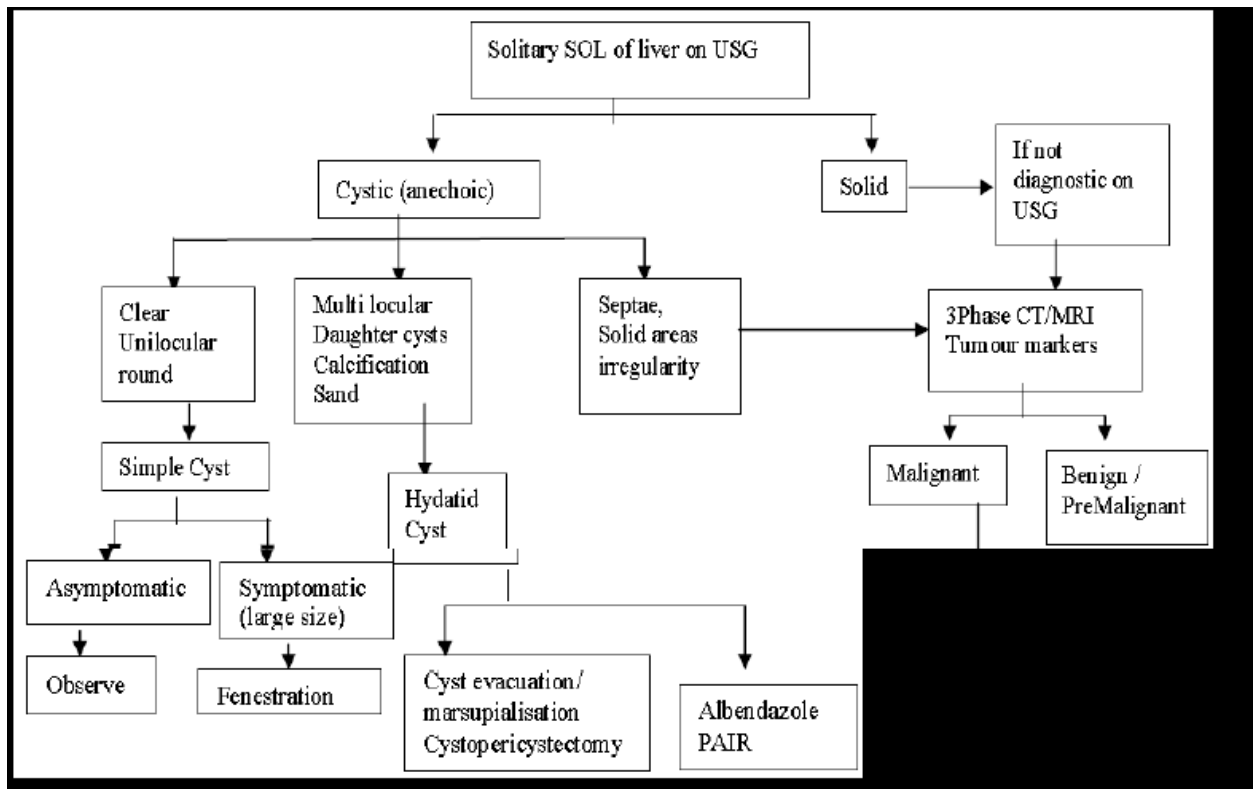 Solitary SOL of liver on USG
Cystic (anechoic)
Solid
If not
diagnostic on
USG
Clear
Unilocular
round
Multi locular
Daughter cysts
Calcification
Sand
Septae,
Solid areas
irregularity
3Phase CT/MRI
Tumour markers
Simple Cyst
Hydatid
Cyst
Malignant
Benign /
PreMalignant
Asymptomatic
Symptomatic
(large size)
Observe
Fenestration
Cyst evacuation/
marsupialisation
Cystopericystectomy
Albendazole
PAIR